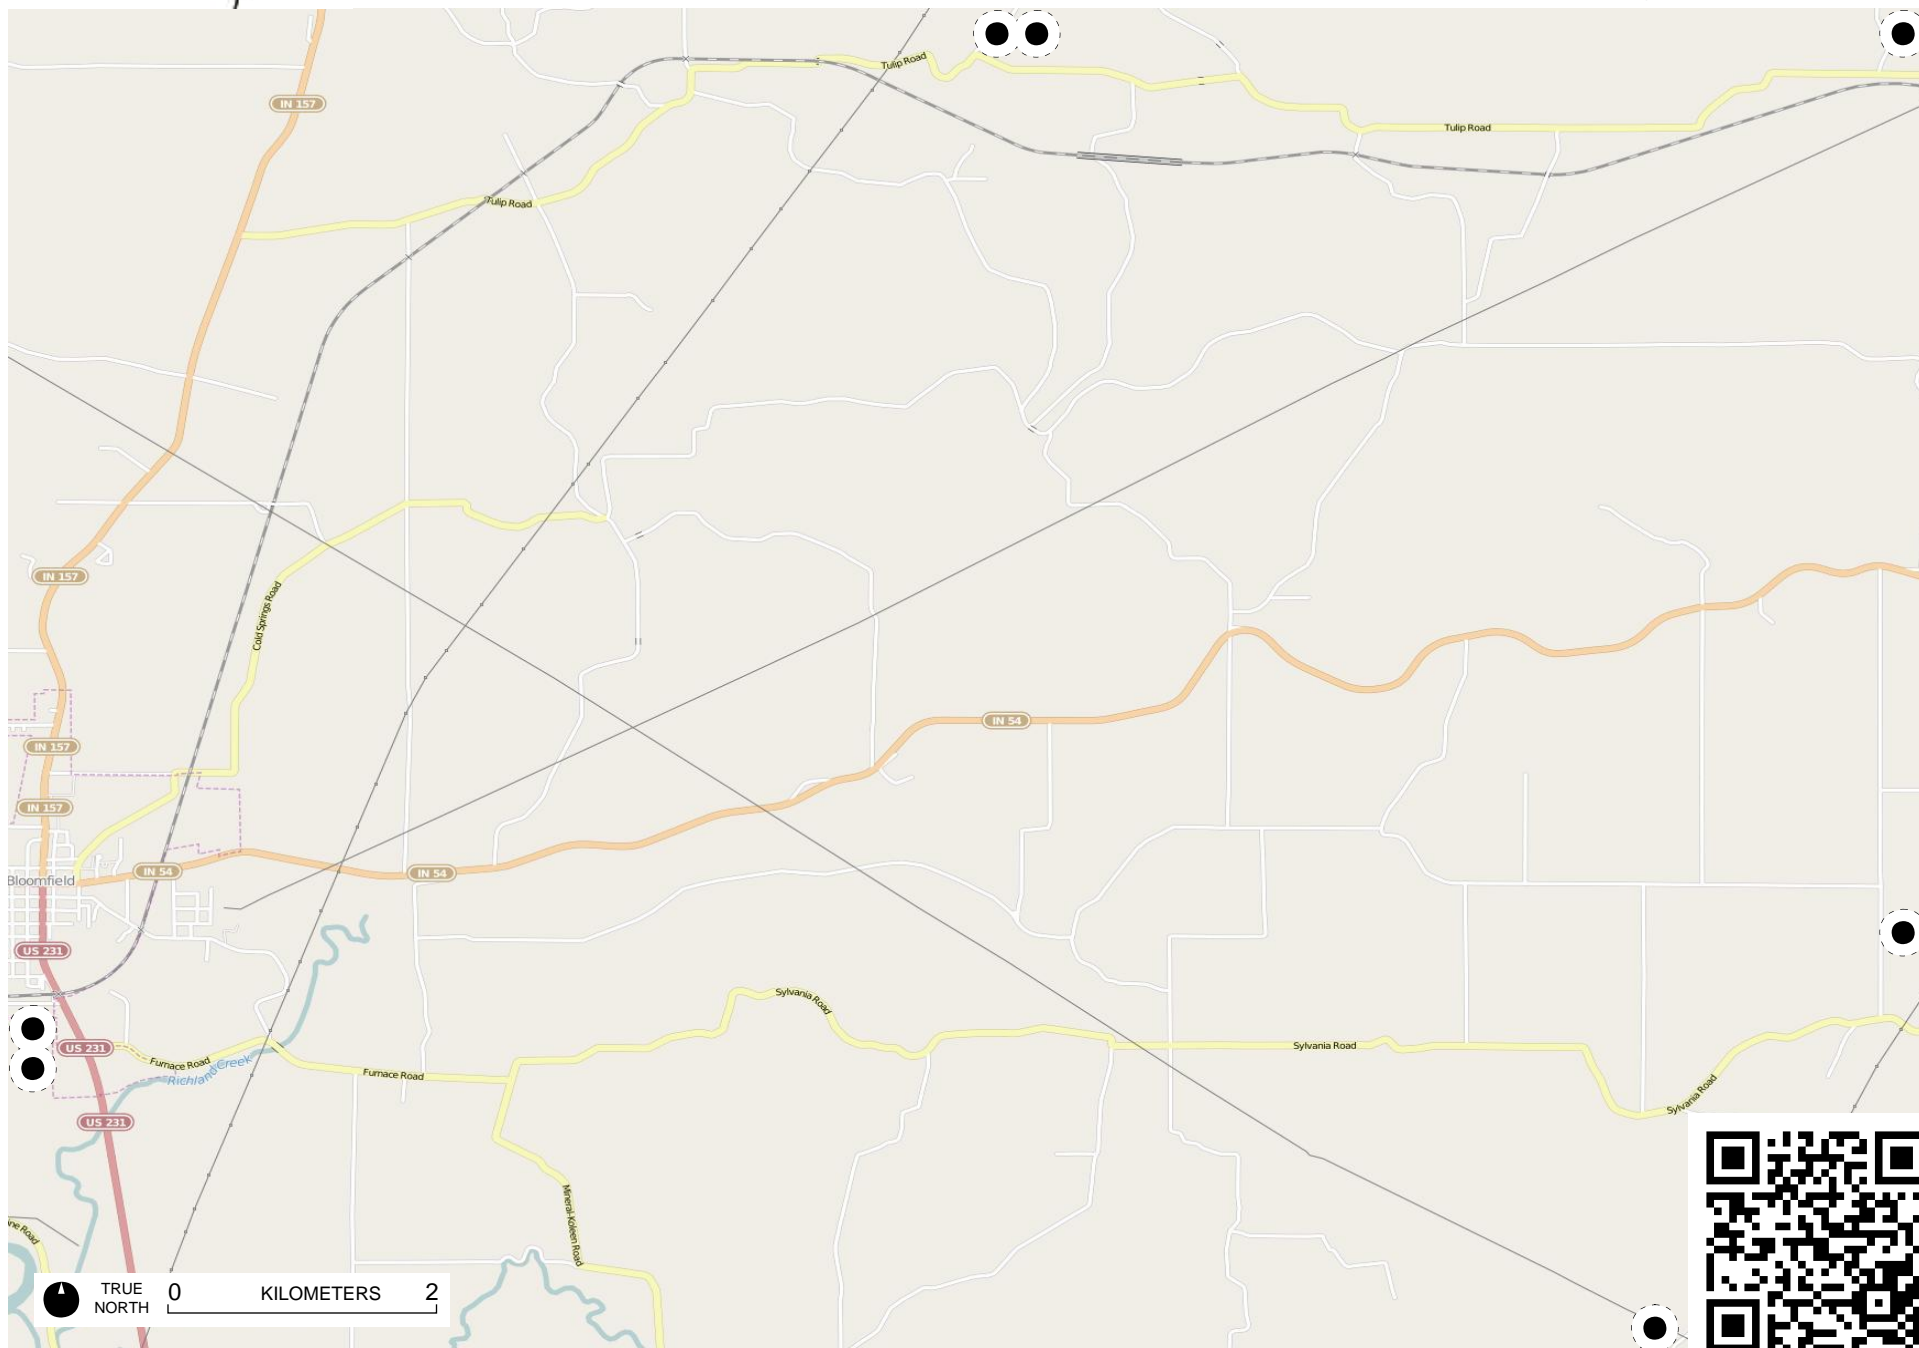 IN 157
Tulip Road
Tulip Road
Tulip Road
IN 157
Cold Springs Road
IN 54
IN 157
IN 157
IN 54
IN 54
Bloomfield
US 231
Sylvania Road
US 231
Furnace Road
Richland Creek
Furnace Road
Sylvania Road
Sylvania Road
US 231
Mineral-Koleen Road
Road
TRUE NORTH
0 KILOMETERS 2